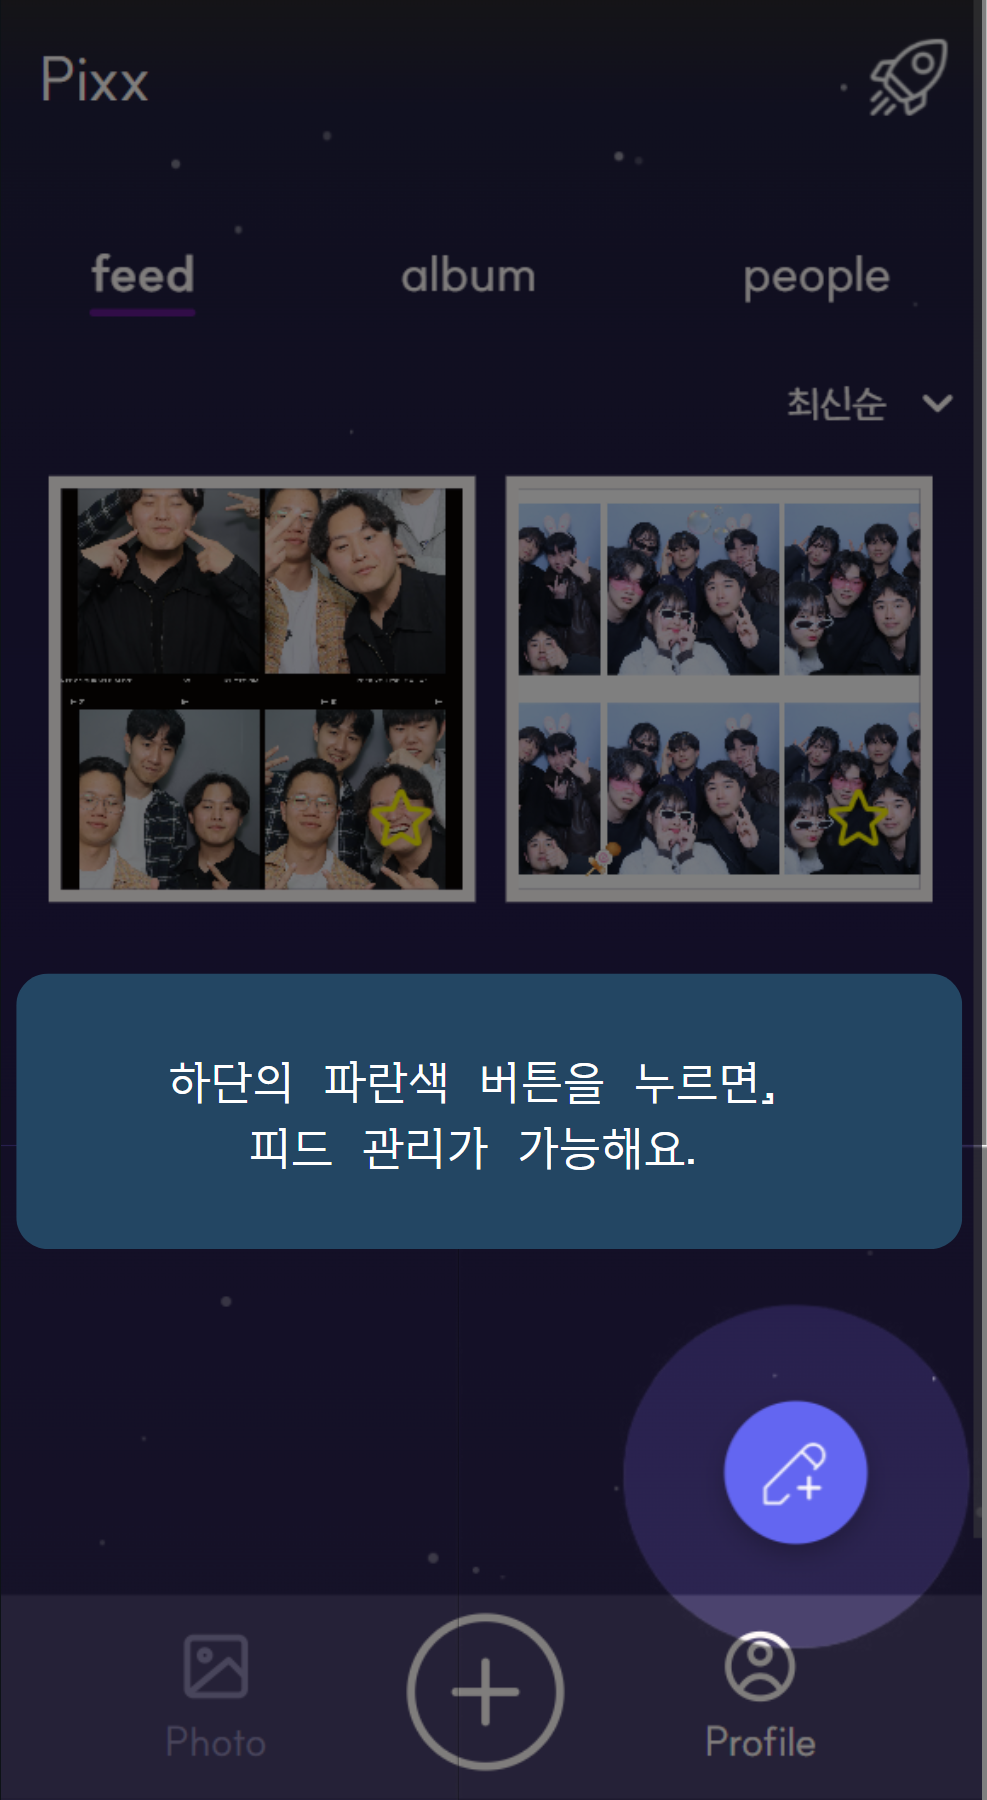 Pixx
feed album people
최신순
하단의 파란색 버튼을 누르면,
피드 관리가 가능해요.
Photo Profile